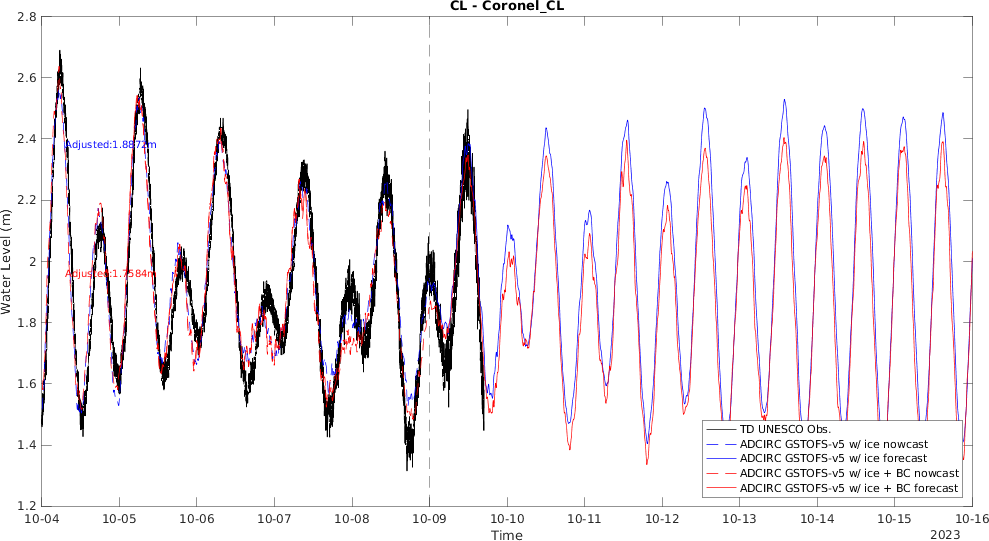 CL - Coronel_CL
2.8
2.6
2.4
2.2
2
1.8
1.6
1.4
1.2
Water Level (m)
Adjusted:1.8872m
Adjusted:1.7584m
TD UNESCO Obs.
ADCIRC GSTOFS-v5 w/ ice nowcast
ADCIRC GSTOFS-v5 w/ ice forecast
ADCIRC GSTOFS-v5 w/ ice + BC nowcast
ADCIRC GSTOFS-v5 w/ ice + BC forecast
10-04 10-05 10-06 10-07 10-08 10-09 10-10 10-11 10-12 10-13 10-14 10-15 10-16
Time
2023